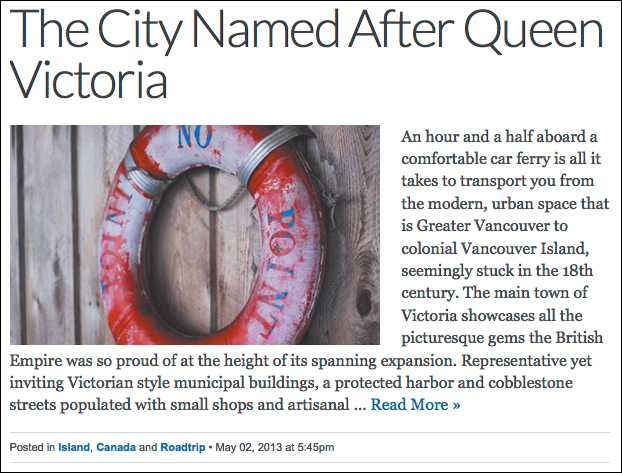 The City Named After Queen
Victoria
NO
POINT
POINT
An hour and a half aboard a
comfortable car ferry is all it
takes to transport you from
the modern, urban space that
is Greater Vancouver to
colonial Vancouver Island,
seemingly stuck in the 18th
century. The main town of
Victoria showcases all the
picturesque gems the British
Empire was so proud of at the height of its spanning expansion. Representative yet
inviting Victorian style municipal buildings, a protected harbor and cobblestone
streets populated with small shops and artisanal ... Read More »
Posted in Island, Canada and Roadtrip • May 02, 2013 at 5:45pm